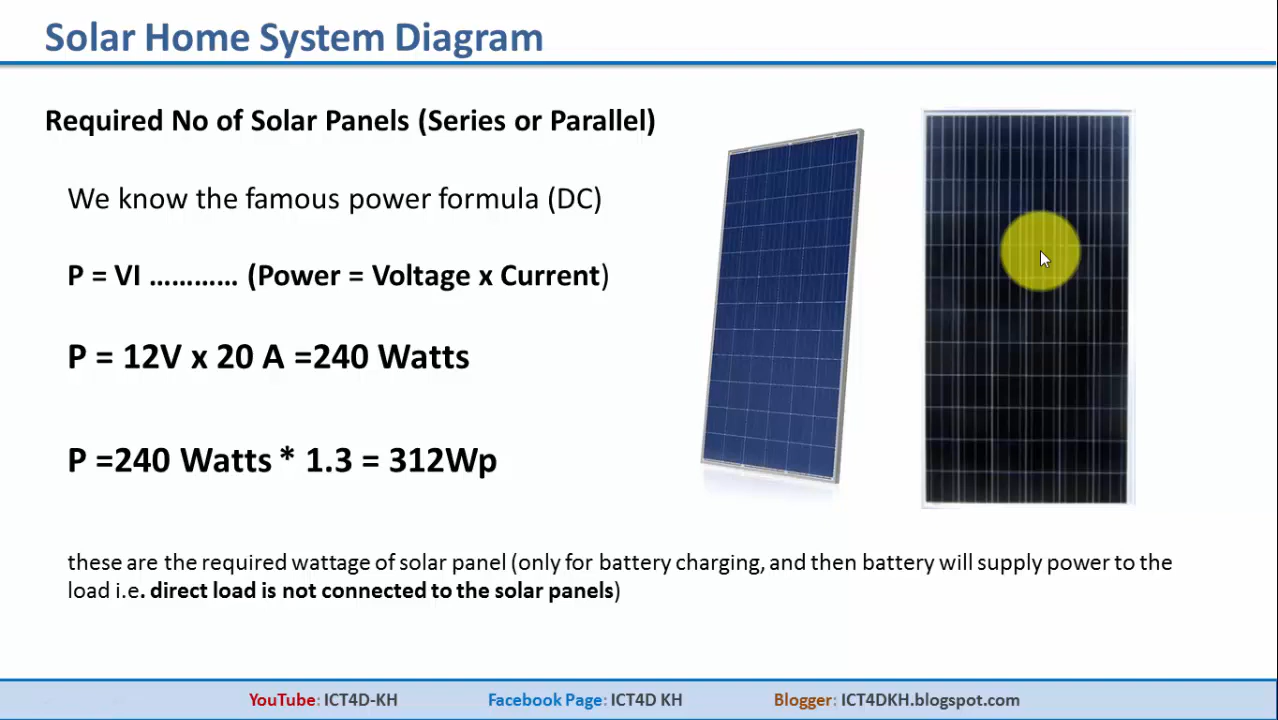 Solar Home System Diagram
Required No of Solar Panels (Series or Parallel)
We know the famous power formula (DC)
P = VI ………… (Power = Voltage x Current)
P = 12V x 20 A =240 Watts
P =240 Watts * 1.3 = 312Wp
these are the required wattage of solar panel (only for battery charging, and then battery will supply power to the
load i.e. direct load is not connected to the solar panels)
YouTube: ICT4D-KH Facebook Page: ICT4D KH Blogger: ICT4DKH.blogspot.com